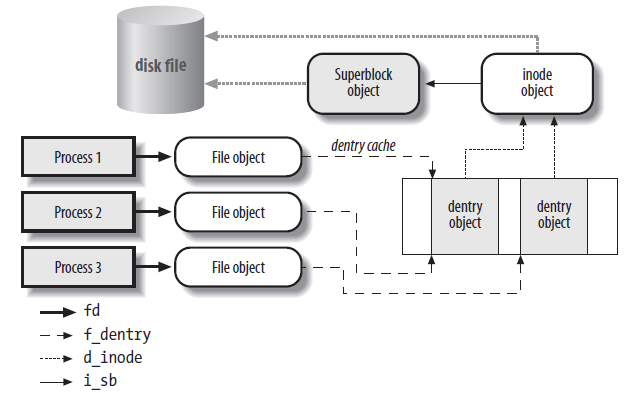 disk file
Superblock
object
inode
object
Process 1
File object
dentry cache
Process 2
File object
dentry
object
dentry
object
Process 3
File object
fd
f_dentry
d_inode
i_sb